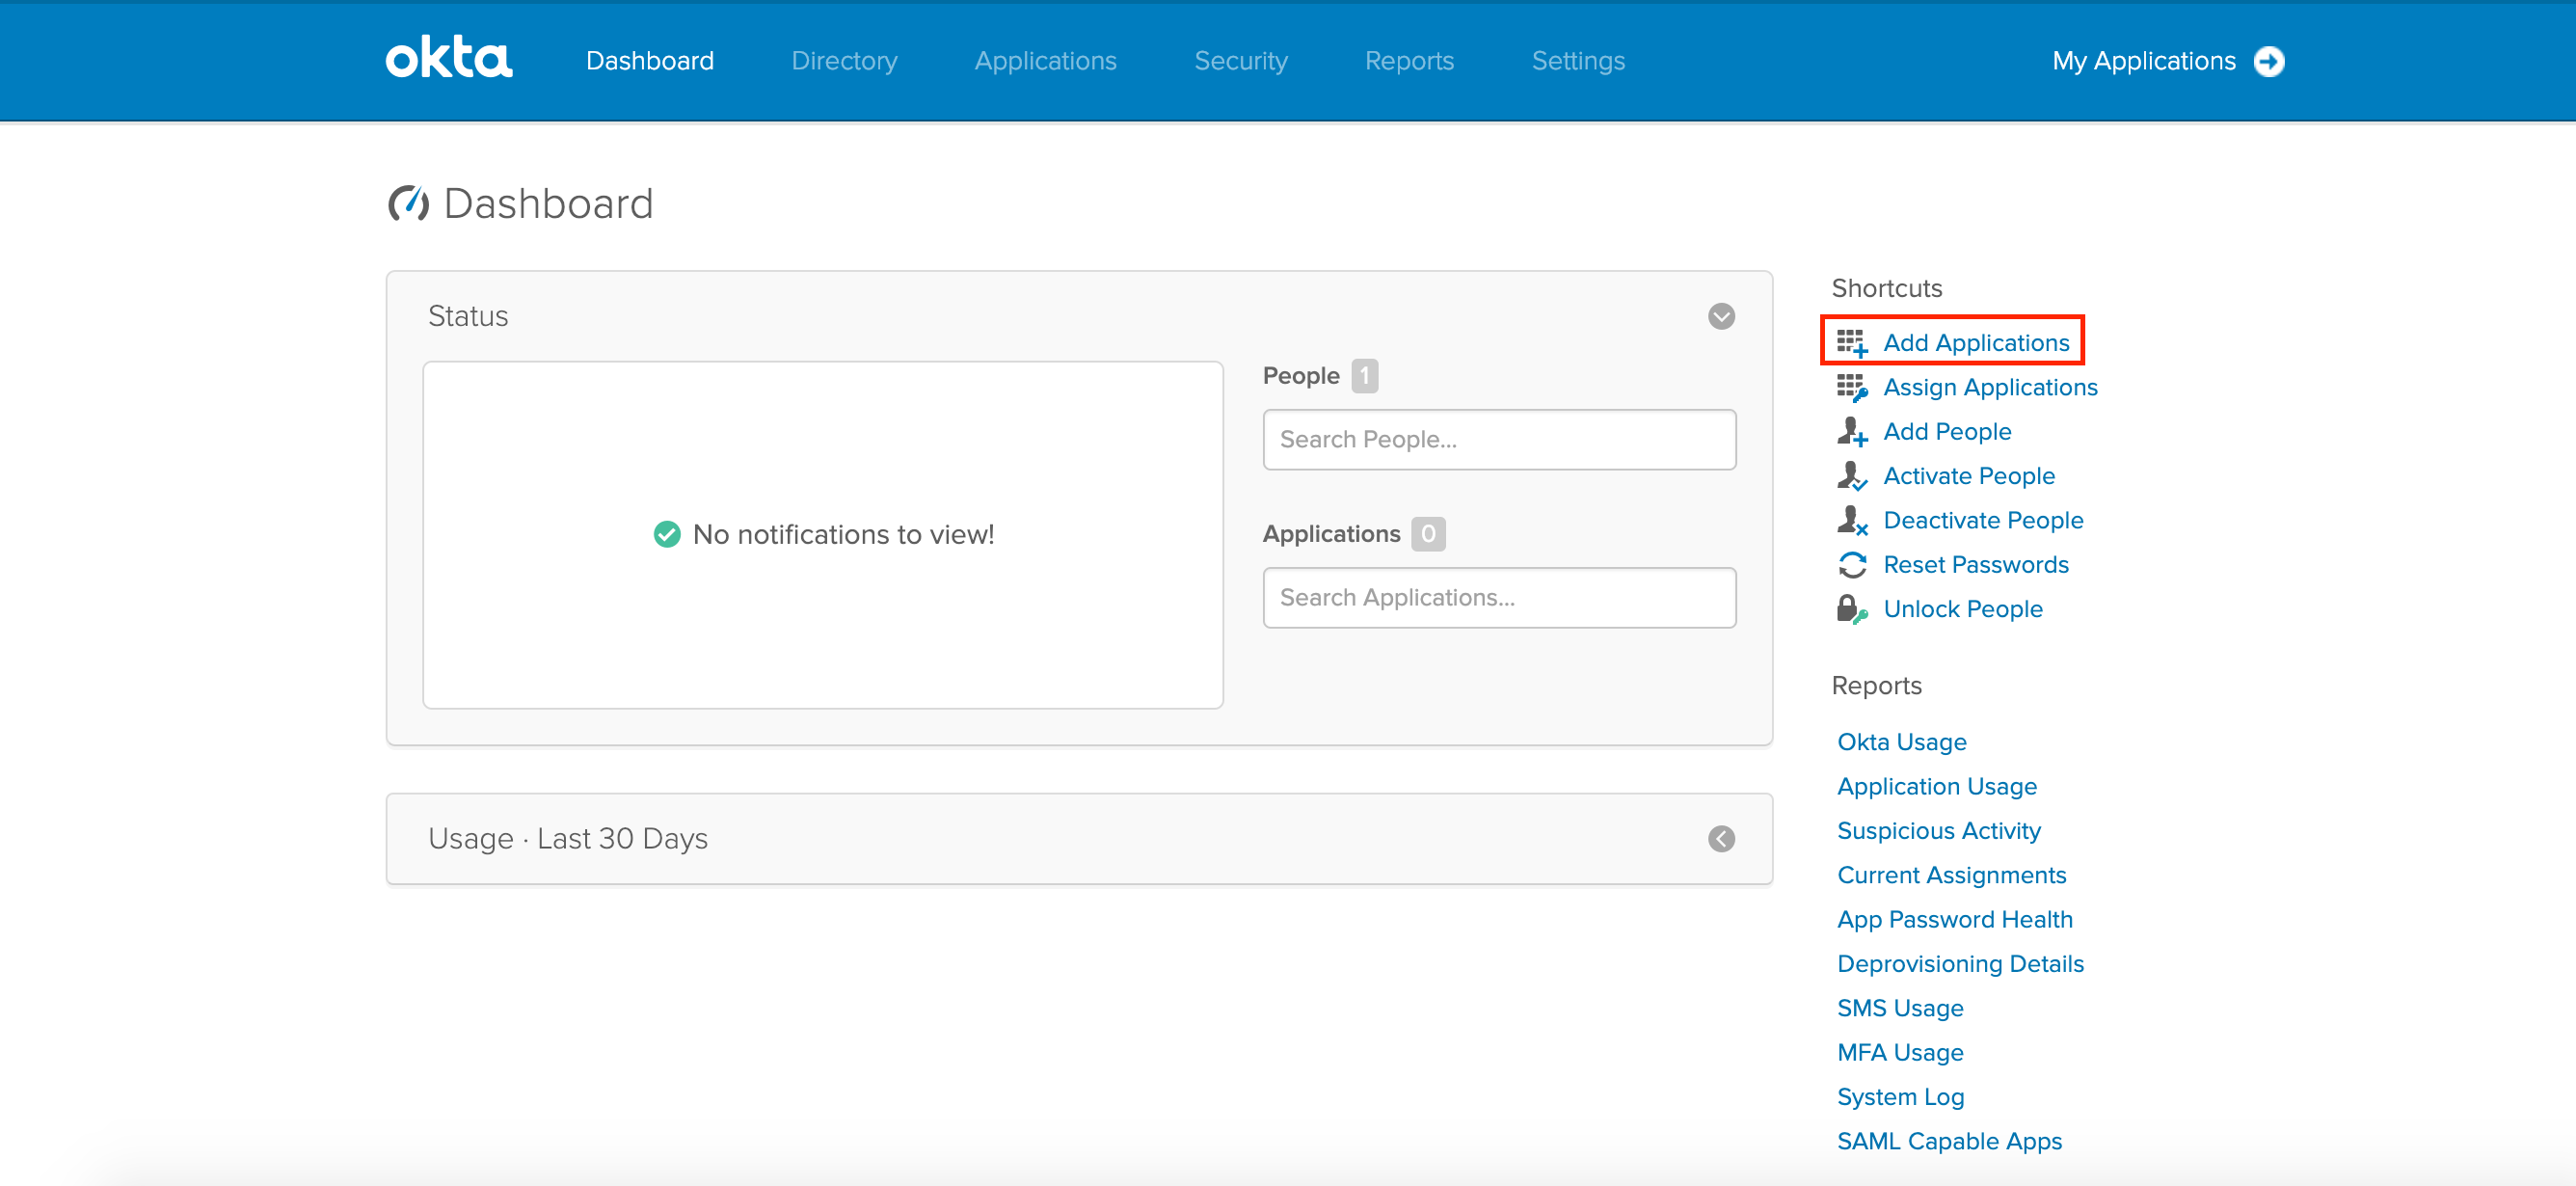 okta
Dashboard
Directory
Applications
Security
Reports
Settings
My Applications
Dashboard
Status
No notifications to view!
People 1
Search People...
Applications 0
Search Applications...
Usage · Last 30 Days
Shortcuts
Add Applications
Assign Applications
Add People
Activate People
Deactivate People
Reset Passwords
Unlock People
Reports
Okta Usage
Application Usage
Suspicious Activity
Current Assignments
App Password Health
Deprovisioning Details
SMS Usage
MFA Usage
System Log
SAML Capable Apps